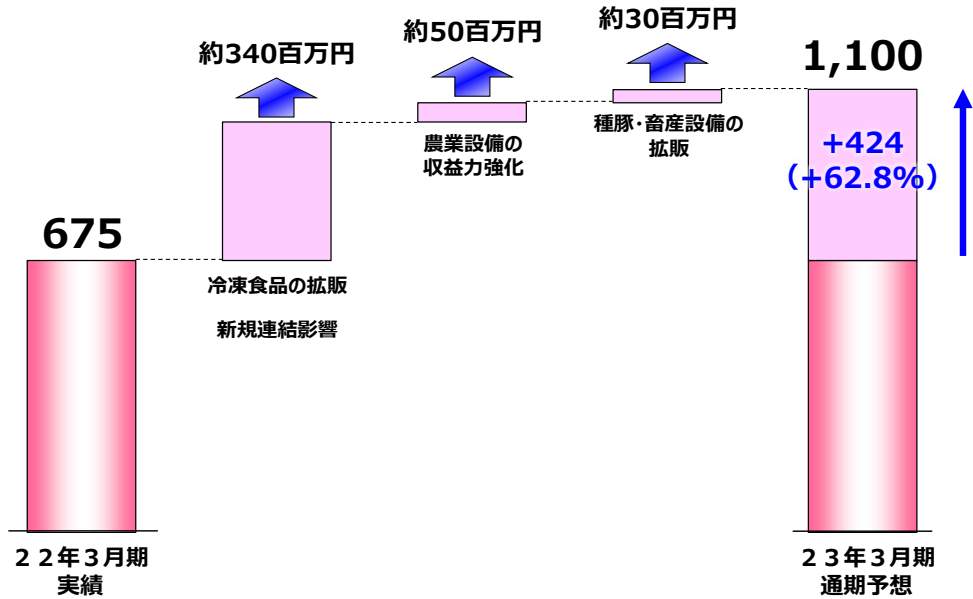 約340百万円
約50百万円
約30百万円
1,100
+424
(+62.8%)
675
冷凍食品の拡販
新規連結影響
農業設備の
収益力強化
種豚・畜産設備の
拡販
２２年３月期
実績
２３年３月期
通期予想